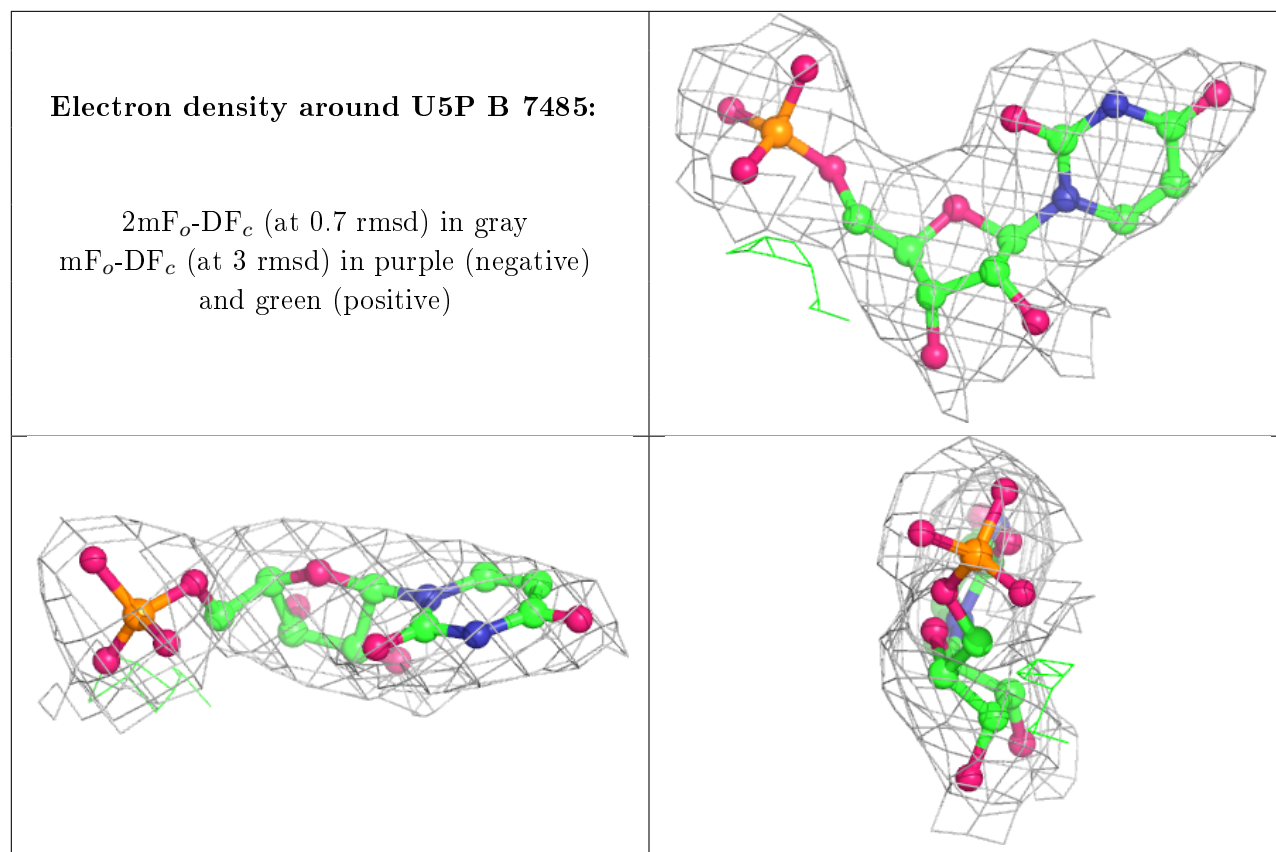 Electron density around U5P B 7485:
2mFo-DFc (at 0.7 rmsd) in gray
mFo-DFc (at 3 rmsd) in purple (negative)
and green (positive)